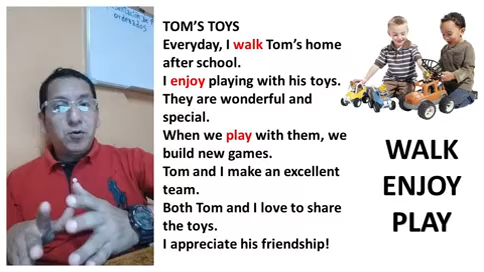 ordenados
TOM'S TOYS
Everyday, I walk Tom's home
after school.
I enjoy playing with his toys.
They are wonderful and
special.
When we play with them, we
build new games.
Tom and I make an excellent
team.
Both Tom and I love to share
the toys.
I appreciate his friendship!
WALK
ENJOY
PLAY